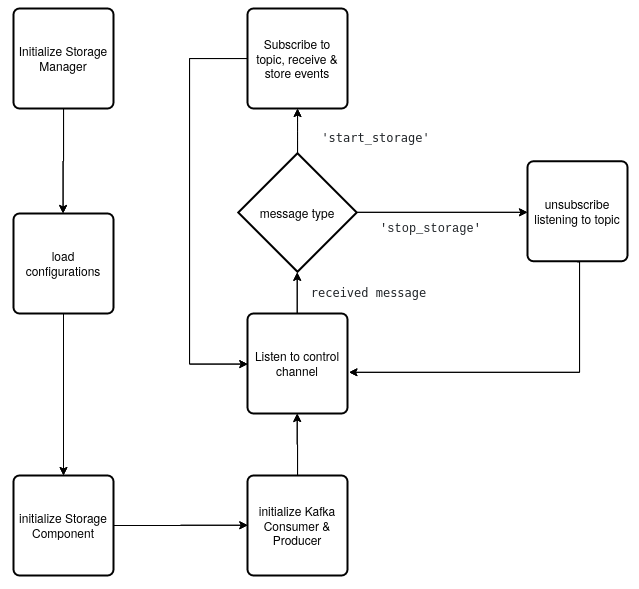 Initialize Storage
Manager
Subscribe to
topic, receive &
store events
'start_storage'
message type
'stop_storage'
unsubscribe
listening to topic
load
configurations
received message
Listen to control
channel
initialize Storage
Component
initialize Kafka
Consumer &
Producer